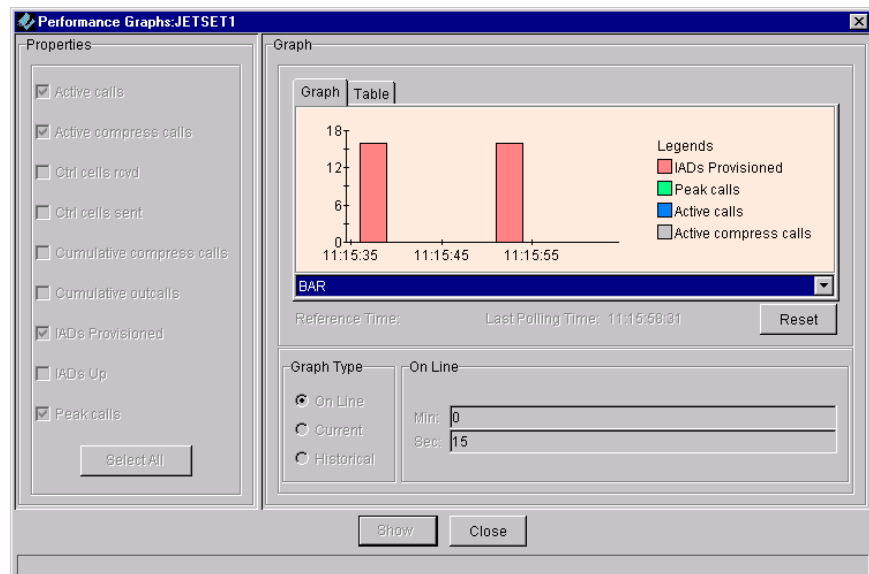 Performance Graphs:JETSET1
Properties
Active calls
Active compress calls
Ctrl cells rcvd
Ctrl cells sent
Cumulative compress calls
Cumulative outcalls
IADs Provisioned
IADs Up
Peak calls
Select All
Graph
Graph Table
18
12
6
0
11:15:35 11:15:45 11:15:55
Legends
IADs Provisioned
Peak calls
Active calls
Active compress calls
BAR
Reference Time: Last Polling Time: 11:15:58:31 Reset
Graph Type
On Line
Current
Historical
On Line
Min: 0
Sec: 15
Show Close